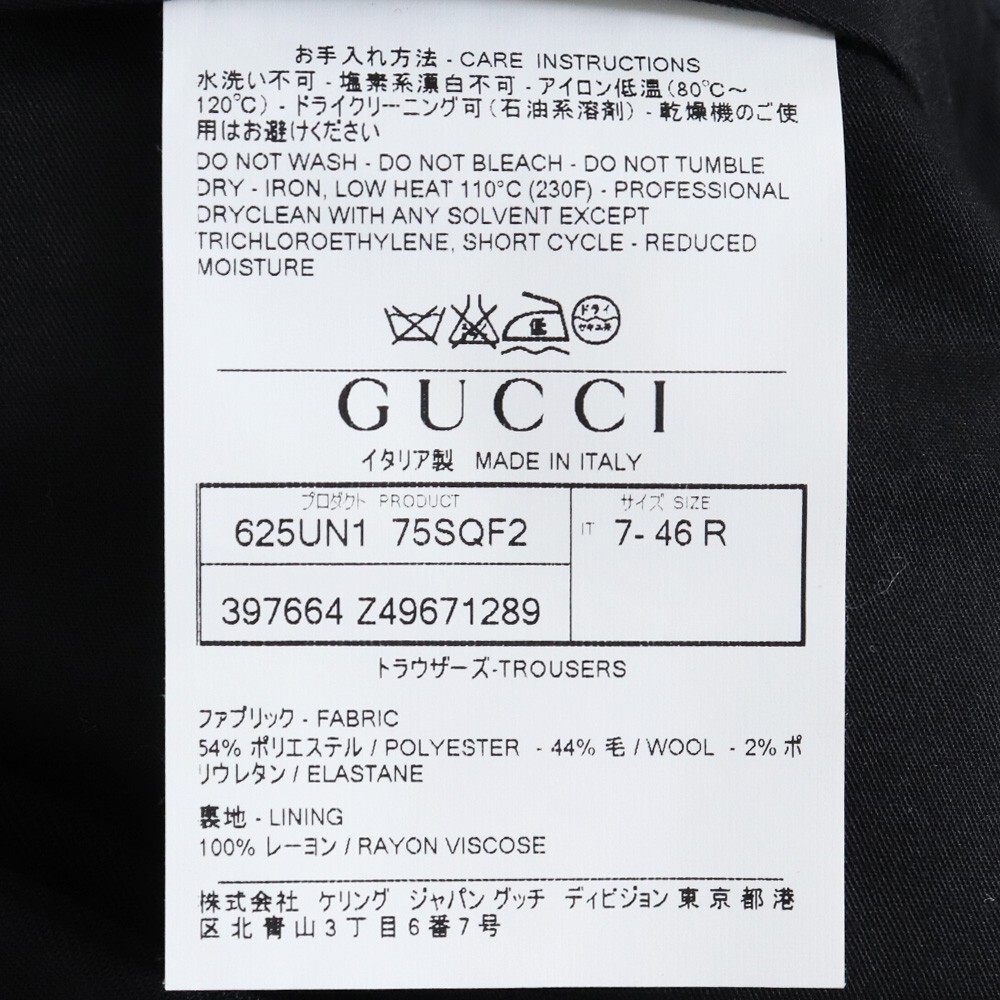 お手入れ方法 - CARE INSTRUCTIONS
水洗い不可 - 塩素系漂白不可 - アイロン低温(80℃～
120℃) - ドライクリーニング可(石油系溶剤) - 乾燥機のご使
用はお避けください
DO NOT WASH - DO NOT BLEACH - DO NOT TUMBLE
DRY - IRON, LOW HEAT 110°C (230F) - PROFESSIONAL
DRYCLEAN WITH ANY SOLVENT EXCEPT
TRICHLOROETHYLENE, SHORT CYCLE - REDUCED
MOISTURE
低 ドライ
セキユ系
GUCCI
イタリア製 MADE IN ITALY
プロダクト PRODUCT サイズ SIZE
625UN1 75SQF2 IT 7- 46 R
397664 Z49671289
トラウザーズ-TROUSERS
ファブリック - FABRIC
54% ポリエステル / POLYESTER - 44% 毛 / WOOL - 2% ポ
リウレタン / ELASTANE
裏地 - LINING
100% レーヨン / RAYON VISCOSE
株式会社 ケリング ジャパン グッチ ディビジョン 東京都港
区北青山3丁目6番7号